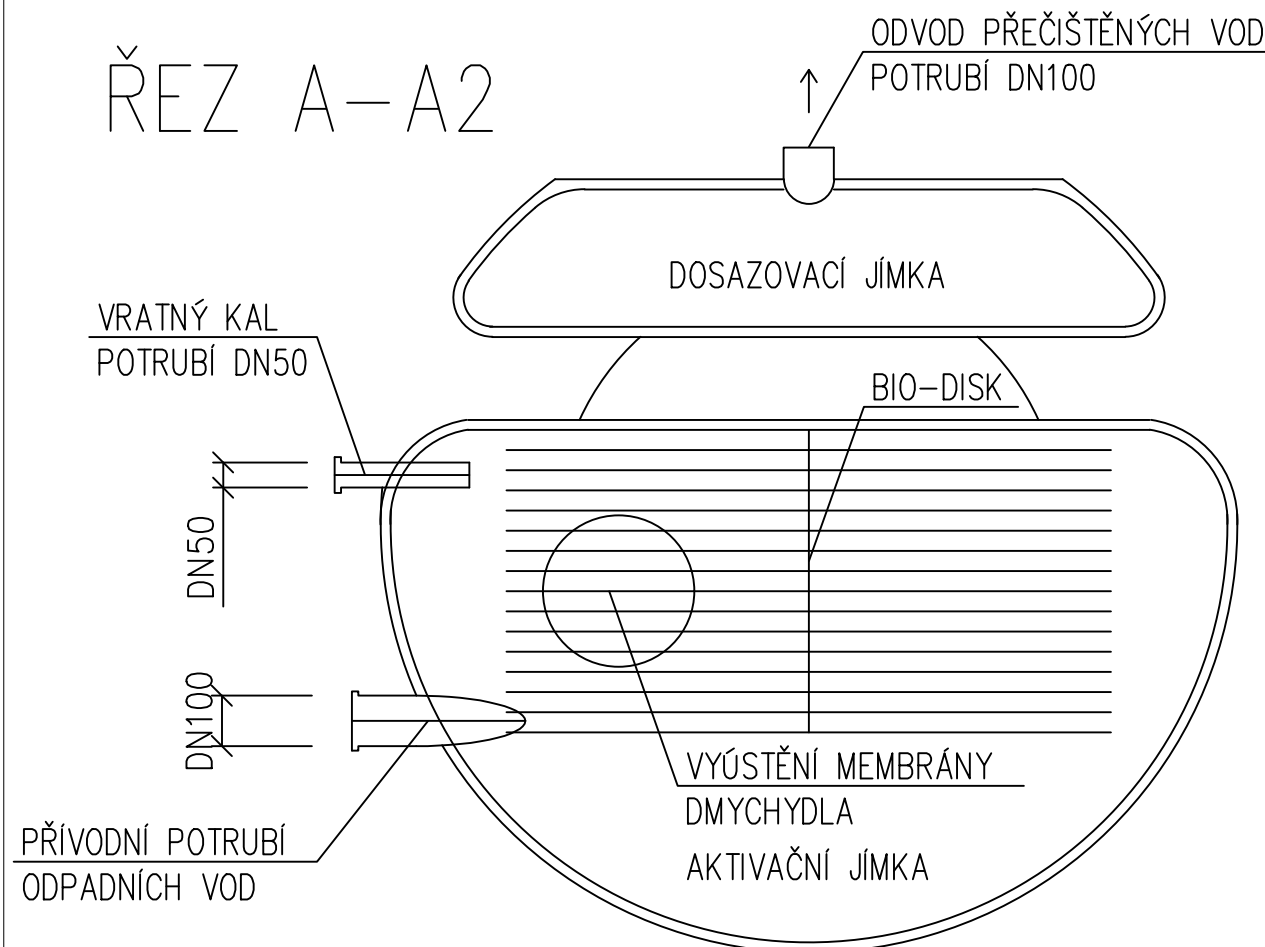 ŘEZ A-A2
ODVOD PŘEČIŠTĚNÝCH VOD
POTRUBÍ DN100
DOSAZOVACÍ JÍMKA
VRATNÝ KAL
POTRUBÍ DN50
BIO-DISK
DN50
DN100
VYÚSTĚNÍ MEMBRÁNY
DMYCHYDLA
AKTIVAČNÍ JÍMKA
PŘÍVODNÍ POTRUBÍ
ODPADNÍCH VOD